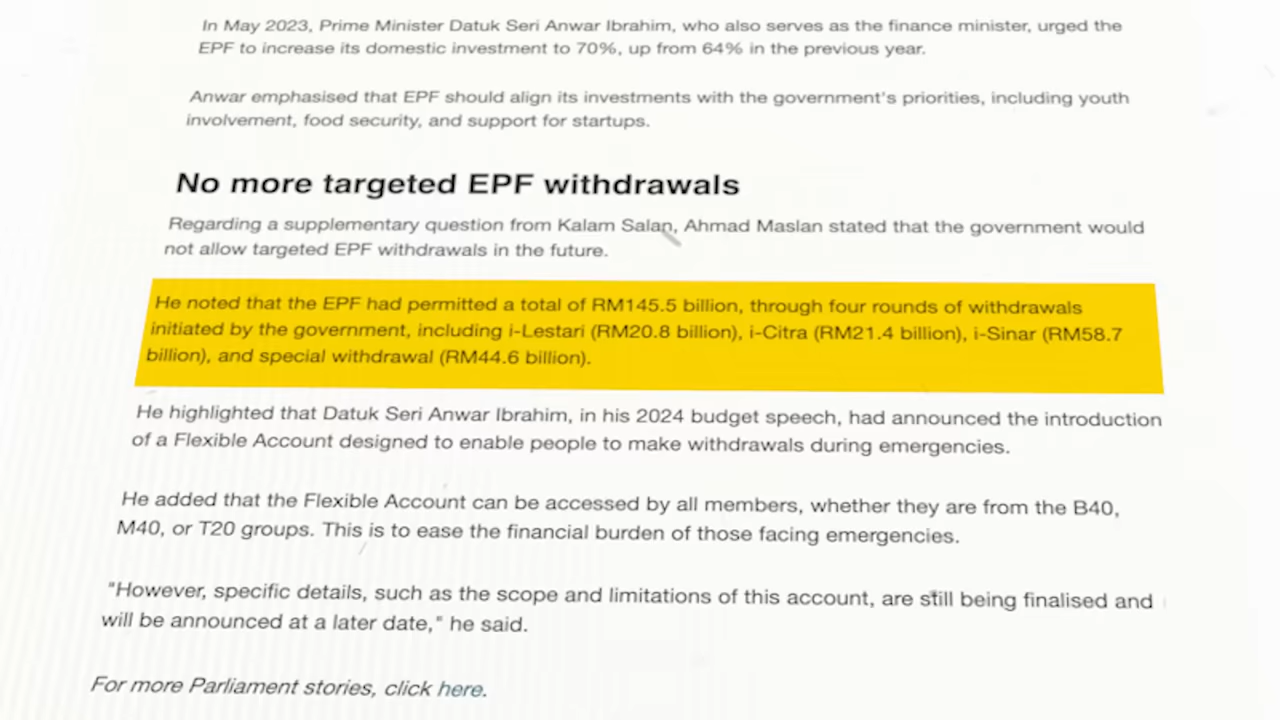 In May 2023, Prime Minister Datuk Seri Anwar Ibrahim, who also serves as the finance minister, urged the
EPF to increase its domestic investment to 70%, up from 64% in the previous year.
Anwar emphasised that EPF should align its investments with the government's priorities, including youth
involvement, food security, and support for startups.
No more targeted EPF withdrawals
Regarding a supplementary question from Kalam Salan, Ahmad Maslan stated that the government would
not allow targeted EPF withdrawals in the future.
He noted that the EPF had permitted a total of RM145.5 billion, through four rounds of withdrawals
initiated by the government, including i-Lestari (RM20.8 billion), i-Citra (RM21.4 billion), i-Sinar (RM58.7
billion), and special withdrawal (RM44.6 billion).
He highlighted that Datuk Seri Anwar Ibrahim, in his 2024 budget speech, had announced the introduction
of a Flexible Account designed to enable people to make withdrawals during emergencies.
He added that the Flexible Account can be accessed by all members, whether they are from the B40,
M40, or T20 groups. This is to ease the financial burden of those facing emergencies.
"However, specific details, such as the scope and limitations of this account, are still being finalised and
will be announced at a later date," he said.
For more Parliament stories, click here.